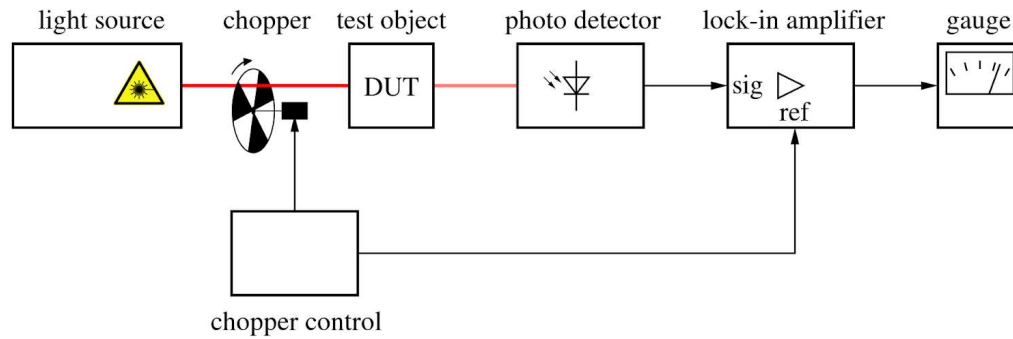 light source
chopper
test object
photo detector
lock-in amplifier
gauge
DUT
sig
ref
chopper control